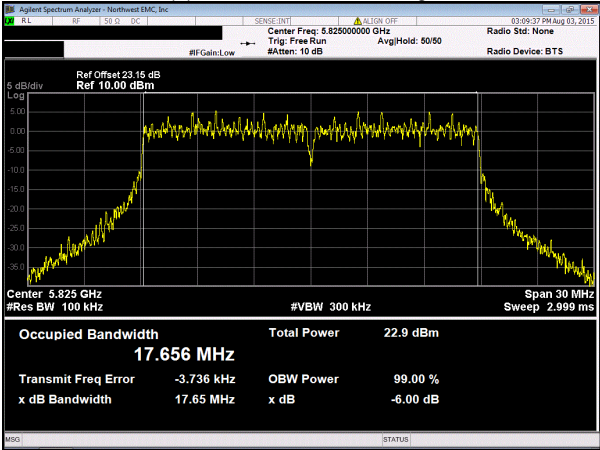 Agilent Spectrum Analyzer - Northwest EMC, Inc
RL RF 50 Ω DC SENSE:INT ALIGN OFF 03:09:37 PM Aug 03, 2015
Center Freq: 5.825000000 GHz Radio Std: None
Trig: Free Run Avg|Hold: 50/50
#IFGain:Low #Atten: 10 dB Radio Device: BTS
Ref Offset 23.15 dB
5 dB/div Ref 10.00 dBm
Log
5.00
0.00
-5.00
-10.0
-15.0
-20.0
-25.0
-30.0
-35.0
Center 5.825 GHz Span 30 MHz
#Res BW 100 kHz #VBW 300 kHz Sweep 2.999 ms
Occupied Bandwidth Total Power 22.9 dBm
17.656 MHz
Transmit Freq Error -3.736 kHz OBW Power 99.00 %
x dB Bandwidth 17.65 MHz x dB -6.00 dB
MSG STATUS